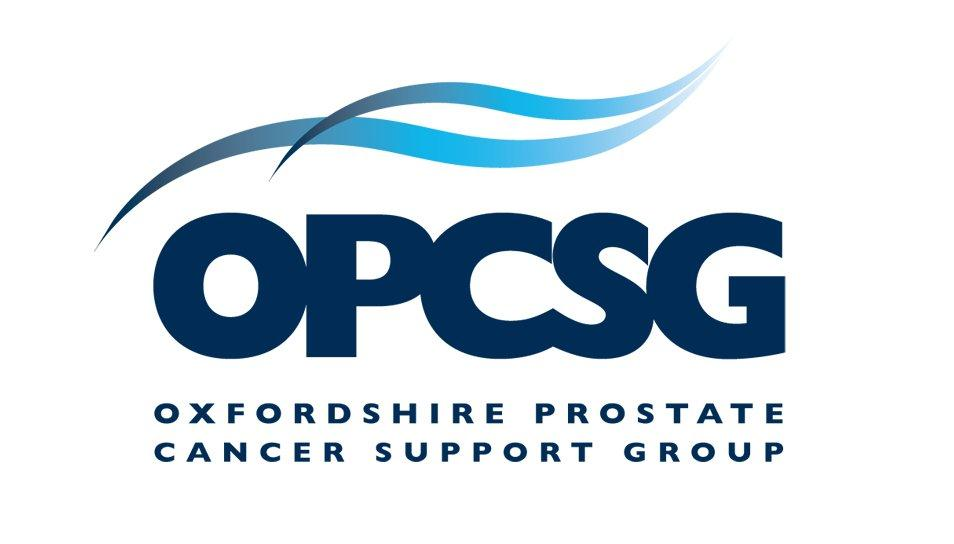 OPCSG
OXFORDSHIRE PROSTATE
CANCER SUPPORT GROUP